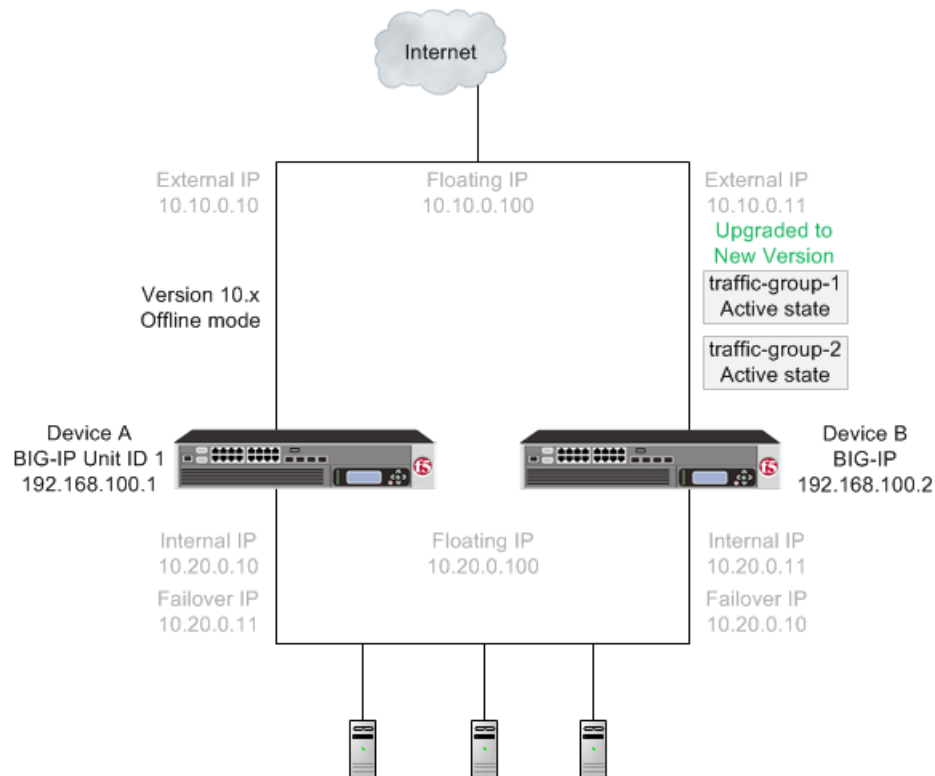 Internet
External IP
10.10.0.10
Floating IP
10.10.0.100
External IP
10.10.0.11
Upgraded to
New Version
traffic-group-1
Active state
Version 10.x
Offline mode
traffic-group-2
Active state
Device A
BIG-IP Unit ID 1
192.168.100.1
f5
f5
Device B
BIG-IP
192.168.100.2
Internal IP
10.20.0.10
Floating IP
10.20.0.100
Internal IP
10.20.0.11
Failover IP
10.20.0.11
Failover IP
10.20.0.10